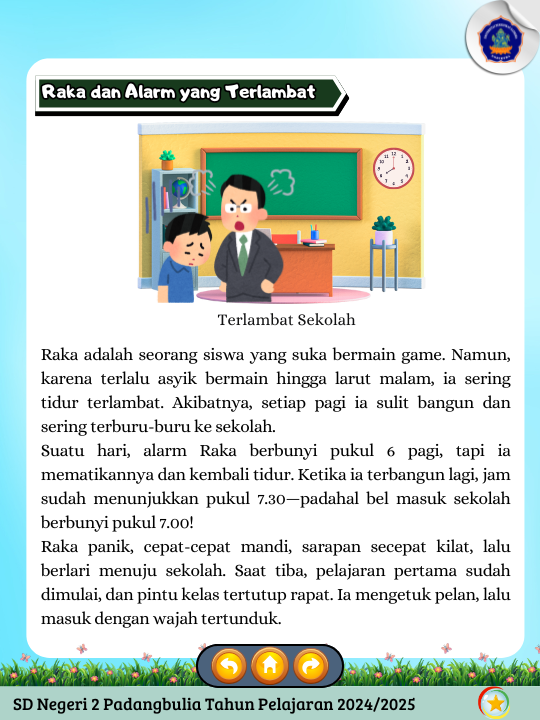 Raka dan Alarm yang Terlambat
Terlambat Sekolah
Raka adalah seorang siswa yang suka bermain game. Namun,
karena terlalu asyik bermain hingga larut malam, ia sering
tidur terlambat. Akibatnya, setiap pagi ia sulit bangun dan
sering terburu-buru ke sekolah.
Suatu hari, alarm Raka berbunyi pukul 6 pagi, tapi ia
mematikannya dan kembali tidur. Ketika ia terbangun lagi, jam
sudah menunjukkan pukul 7.30—padahal bel masuk sekolah
berbunyi pukul 7.00!
Raka panik, cepat-cepat mandi, sarapan secepat kilat, lalu
berlari menuju sekolah. Saat tiba, pelajaran pertama sudah
dimulai, dan pintu kelas tertutup rapat. Ia mengetuk pelan, lalu
masuk dengan wajah tertunduk.
SD Negeri 2 Padangbulia Tahun Pelajaran 2024/2025